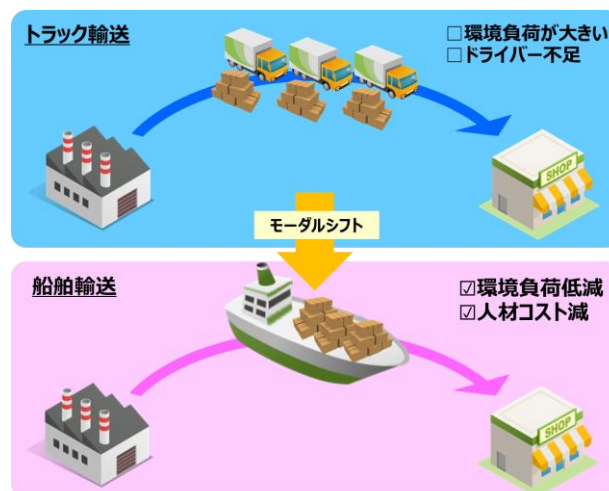 トラック輸送
□環境負荷が大きい
□ドライバー不足
SHOP
モーダルシフト
船舶輸送
☑環境負荷低減
☑人材コスト減
SHOP